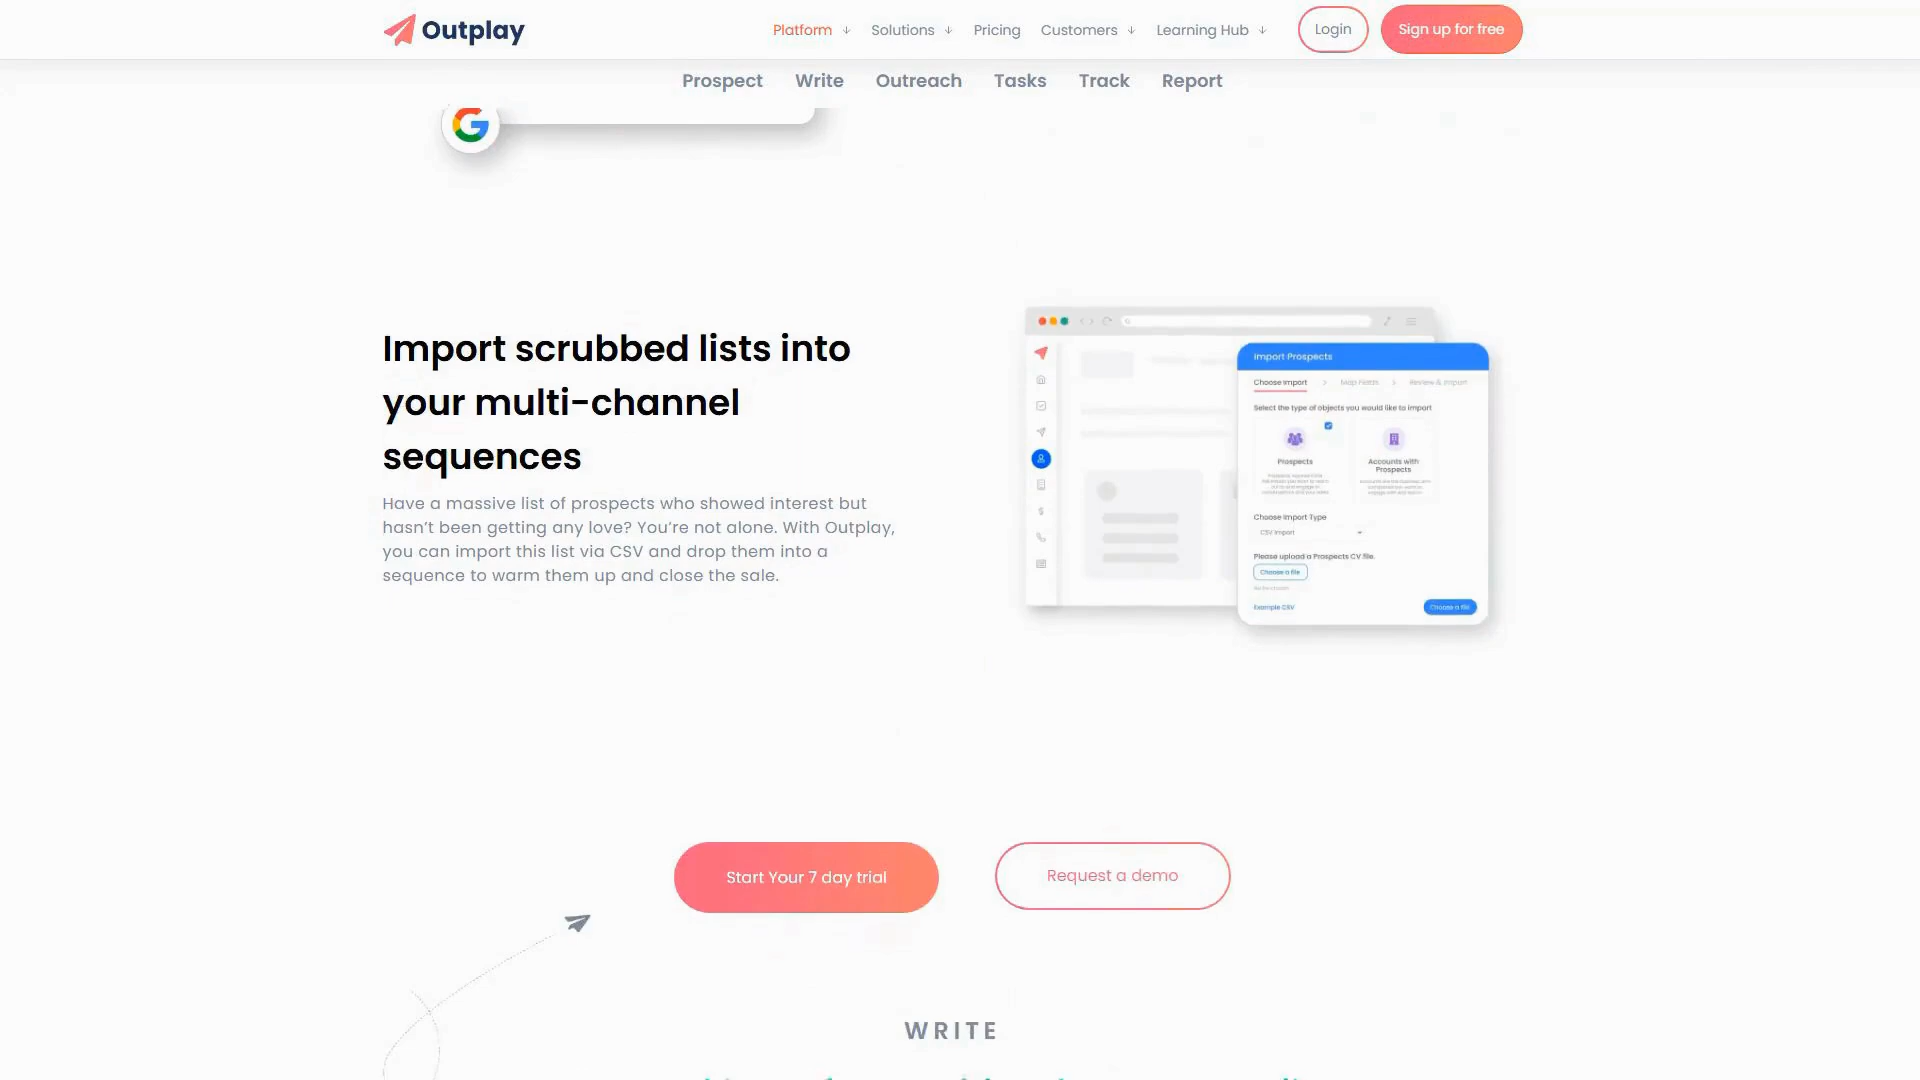 Outplay
Platform
Solutions
Pricing
Customers
Learning Hub
Login
Sign up for free
Prospect
Write
Outreach
Tasks
Track
Report
Import scrubbed lists into
your multi-channel
sequences
Have a massive list of prospects who showed interest but
hasn't been getting any love? You're not alone. With Outplay,
you can import this list via CSV and drop them into a
sequence to warm them up and close the sale.
Import Prospects
Choose Import
Map Fields
Review & Import
Select the type of objects you would like to import
Prospects
Accounts with
Prospects
Choose Import Type
CSV Import
Please upload a Prospects CV file.
Choose a file
Example CSV
Choose a file
Start Your 7 day trial
Request a demo
WRITE